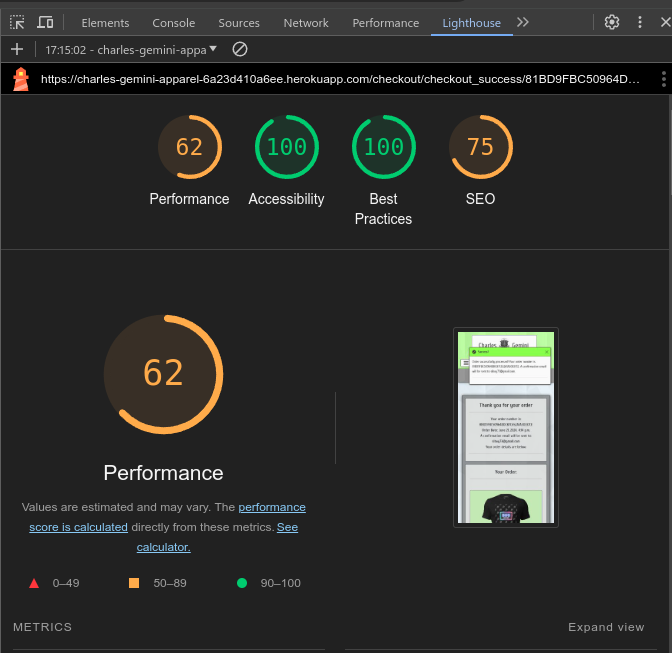 Elements Console Sources Network Performance Lighthouse
17:15:02 - charles-gemini-appa
https://charles-gemini-apparel-6a23d410a6ee.herokuapp.com/checkout/checkout_success/81BD9FBC50964D…
62 100 100 75
Performance Accessibility Best Practices SEO
62
Charles Gemini
Thank you for your order
Your Order
Performance
Values are estimated and may vary. The performance
score is calculated directly from these metrics. See
calculator.
0–49 50–89 90–100
METRICS Expand view